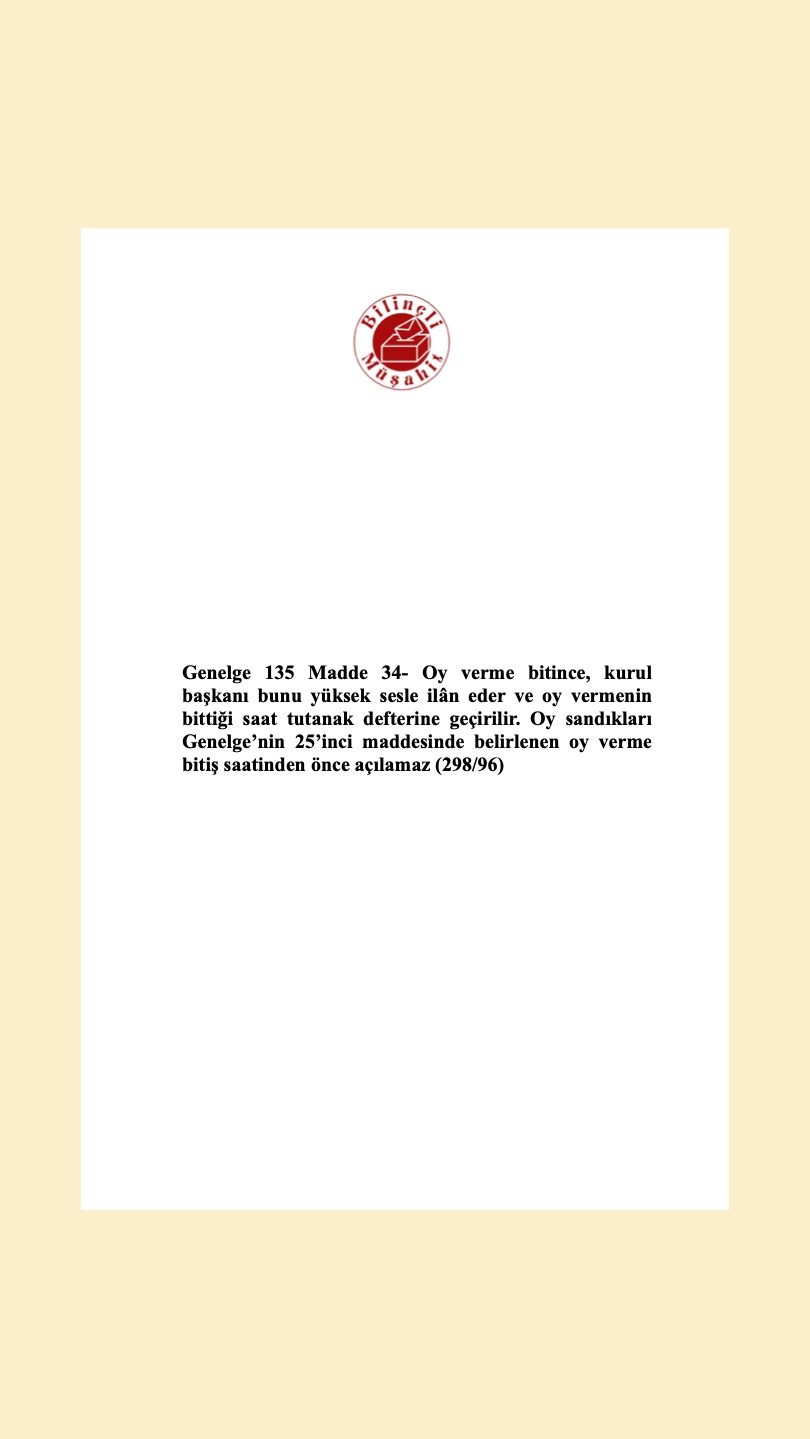 Bilinçli
Müşahit
Genelge 135 Madde 34- Oy verme bitince, kurul
başkanı bunu yüksek sesle ilân eder ve oy vermenin
bittiği saat tutanak defterine geçirilir. Oy sandıkları
Genelge’nin 25’inci maddesinde belirlenen oy verme
bitiş saatinden önce açılamaz (298/96)